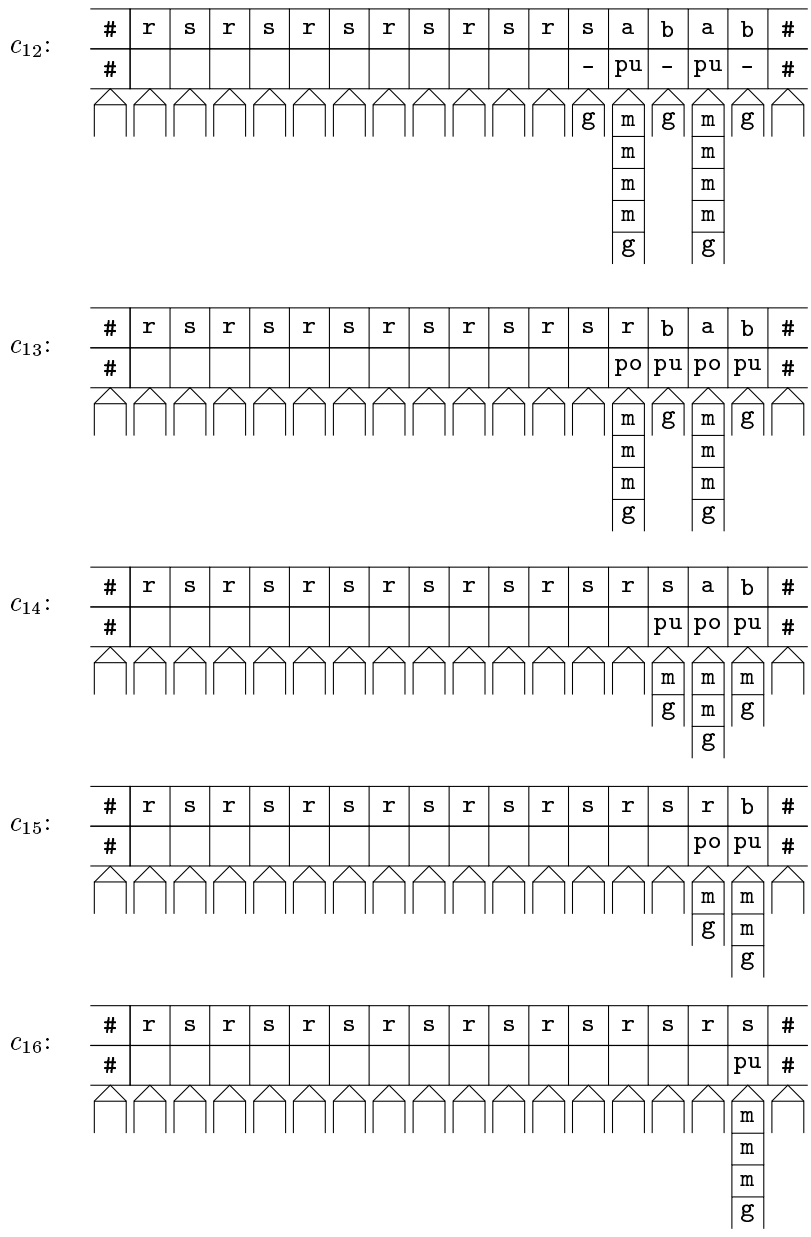 c12: # r s r s r s r s r s r s a b a b #
# - pu - pu - #
g m g m g
m m
m m
m m
g g
c13: # r s r s r s r s r s r s r b a b #
# po pu po pu #
m g m g
m m
m m
g g
c14: # r s r s r s r s r s r s r s a b #
# pu po pu #
m m m
g m g
g
c15: # r s r s r s r s r s r s r s r b #
# po pu #
m m
g m
g
c16: # r s r s r s r s r s r s r s r s #
# pu #
m
m
m
g